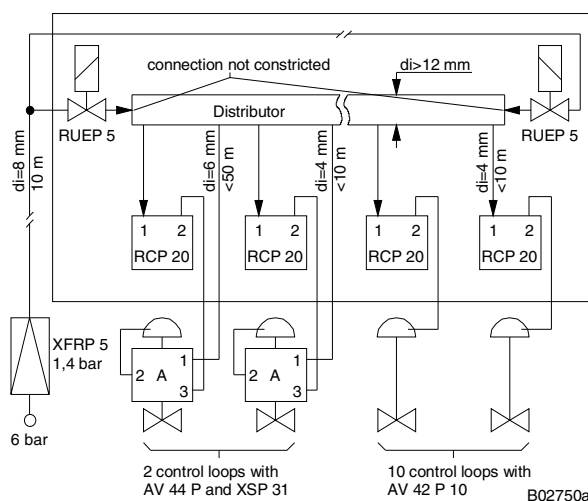 connection not constricted
di>12 mm
RUEP 5
Distributor
RUEP 5
di=8 mm
10 m
di=6 mm
<50 m
di=4 mm
<10 m
di=4 mm
<10 m
1 2
RCP 20
1 2
RCP 20
1 2
RCP 20
1 2
RCP 20
XFRP 5
1,4 bar
2 A 1
3
2 A 1
3
6 bar
2 control loops with
AV 44 P and XSP 31
10 control loops with
AV 42 P 10
B02750a